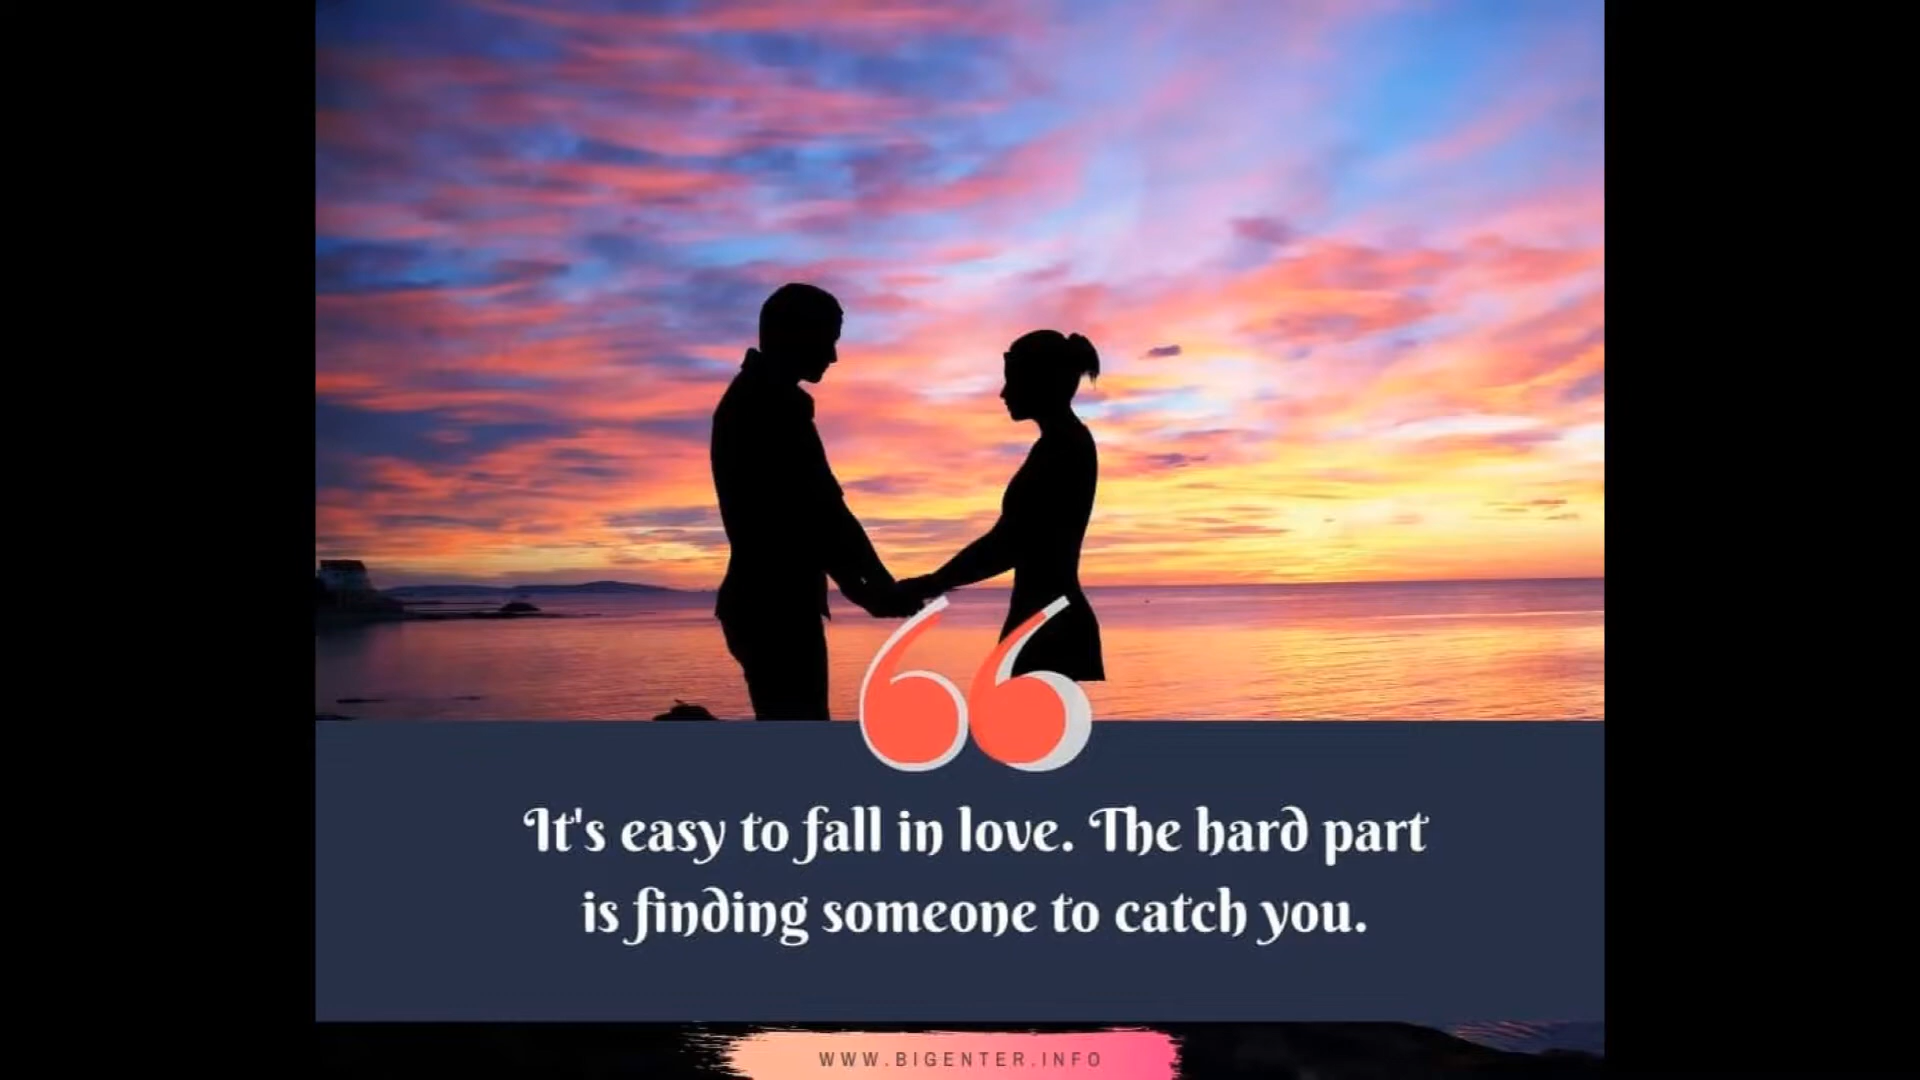 It's easy to fall in love. The hard part
is finding someone to catch you.
WWW.BIGENTER.INFO